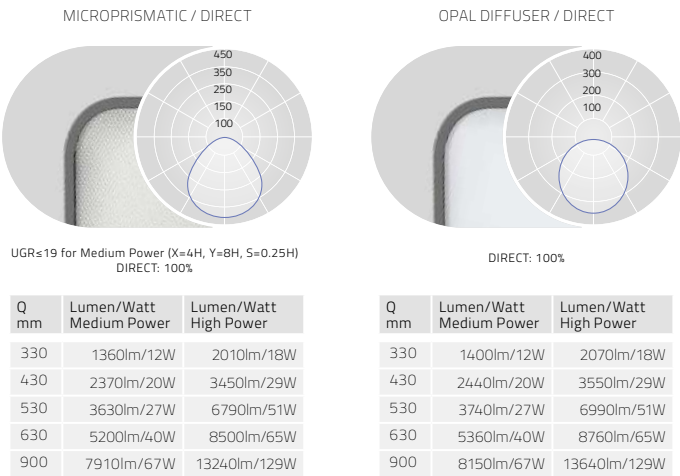 MICROPRISMATIC / DIRECT
450
350
250
150
100
UGR≤19 for Medium Power (X=4H, Y=8H, S=0.25H)
DIRECT: 100%
Q mm Lumen/Watt Medium Power Lumen/Watt High Power
330 1360lm/12W 2010lm/18W
430 2370lm/20W 3450lm/29W
530 3630lm/27W 6790lm/51W
630 5200lm/40W 8500lm/65W
900 7910lm/67W 13240lm/129W
OPAL DIFFUSER / DIRECT
400
300
200
100
DIRECT: 100%
Q mm Lumen/Watt Medium Power Lumen/Watt High Power
330 1400lm/12W 2070lm/18W
430 2440lm/20W 3550lm/29W
530 3740lm/27W 6990lm/51W
630 5360lm/40W 8760lm/65W
900 8150lm/67W 13640lm/129W